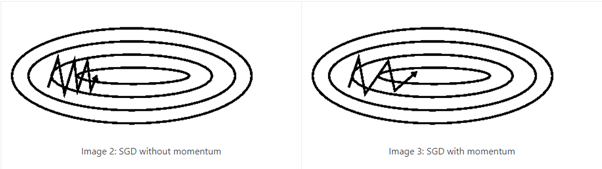 Image 2: SGD without momentum
Image 3: SGD with momentum